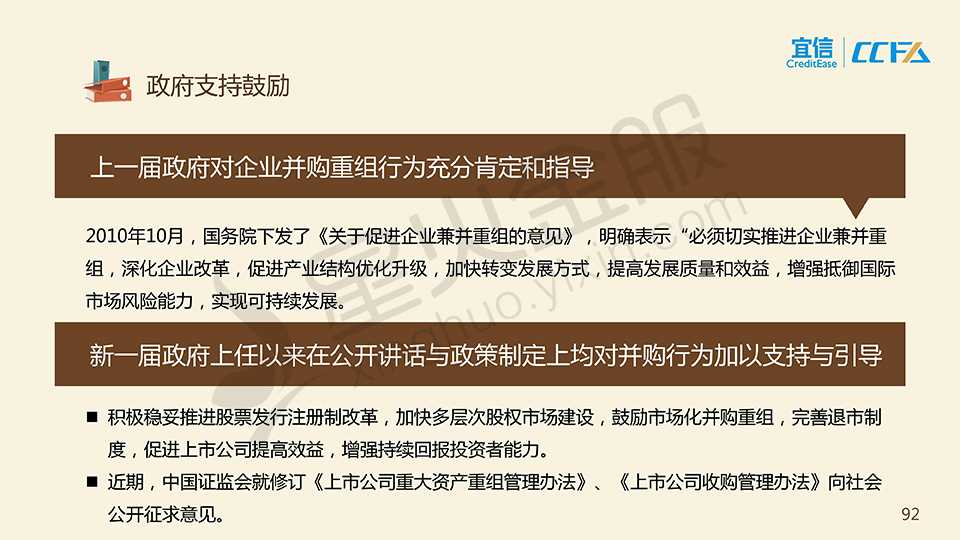 宜信
CreditEase
CCFA
政府支持鼓励
上一届政府对企业并购重组行为充分肯定和指导
2010年10月，国务院下发了《关于促进企业兼并重组的意见》，明确表示“必须切实推进企业兼并重
组，深化企业改革，促进产业结构优化升级，加快转变发展方式，提高发展质量和效益，增强抵御国际
市场风险能力，实现可持续发展。
新一届政府上任以来在公开讲话与政策制定上均对并购行为加以支持与引导
■ 积极稳妥推进股票发行注册制改革，加快多层次股权市场建设，鼓励市场化并购重组，完善退市制
度，促进上市公司提高效益，增强持续回报投资者能力。
■ 近期，中国证监会就修订《上市公司重大资产重组管理办法》、《上市公司收购管理办法》向社会
公开征求意见。
92
星火金服
xinghuo.yixin.com